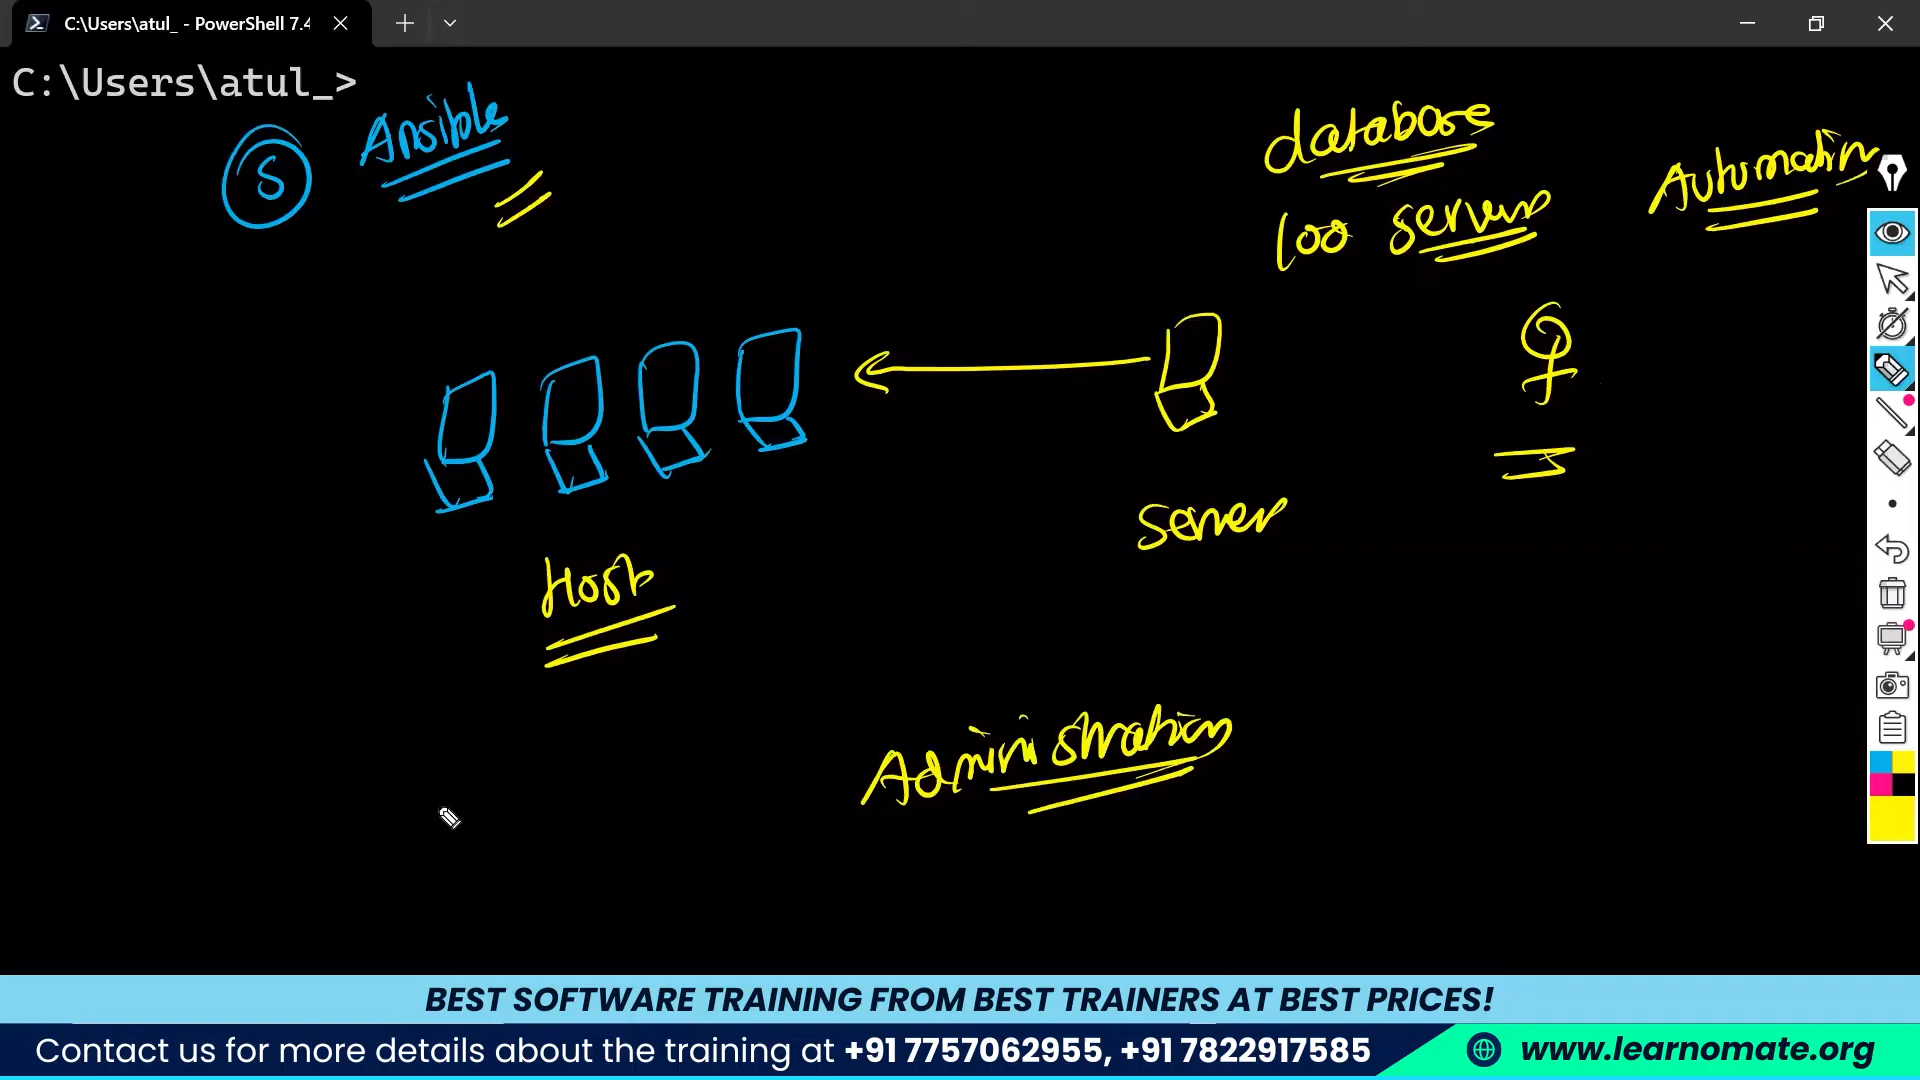 C:\Users\atul_ - PowerShell 7.4
C:\Users\atul_>
S
Ansible
database
100 servers
Automation
Server
Host
Administration
BEST SOFTWARE TRAINING FROM BEST TRAINERS AT BEST PRICES!
Contact us for more details about the training at +91 7757062955, +91 7822917585
www.learnomate.org